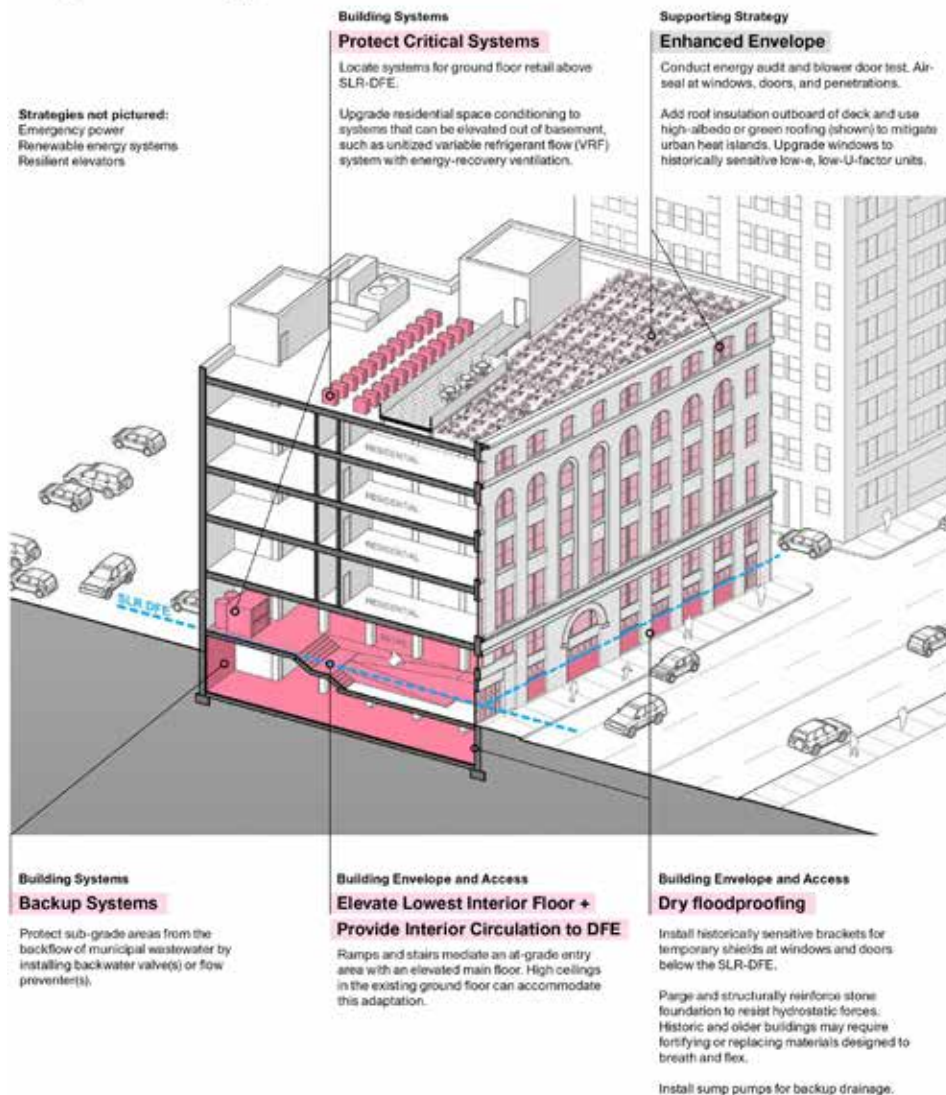 Building Systems
Protect Critical Systems
Locate systems for ground floor retail above
SLR-DFE.
Upgrade residential space conditioning to
systems that can be elevated out of basement,
such as unitized variable refrigerant flow (VRF)
system with energy-recovery ventilation.
Supporting Strategy
Enhanced Envelope
Conduct energy audit and blower door test. Air-
seal at windows, doors, and penetrations.
Add roof insulation outboard of deck and use
high-albedo or green roofing (shown) to mitigate
urban heat islands. Upgrade windows to
historically sensitive low-e, low-U-factor units.
Strategies not pictured:
Emergency power
Renewable energy systems
Resilient elevators
RESIDENTIAL
RESIDENTIAL
RESIDENTIAL
RESIDENTIAL
SLR DFE
Building Systems
Backup Systems
Protect sub-grade areas from the
backflow of municipal wastewater by
installing backwater valve(s) or flow
preventer(s).
Building Envelope and Access
Elevate Lowest Interior Floor +
Provide Interior Circulation to DFE
Ramps and stairs mediate an at-grade entry
area with an elevated main floor. High ceilings
in the existing ground floor can accommodate
this adaptation.
Building Envelope and Access
Dry floodproofing
Install historically sensitive brackets for
temporary shields at windows and doors
below the SLR-DFE.
Parge and structurally reinforce stone
foundation to resist hydrostatic forces.
Historic and older buildings may require
fortifying or replacing materials designed to
breath and flex.
Install sump pumps for backup drainage.